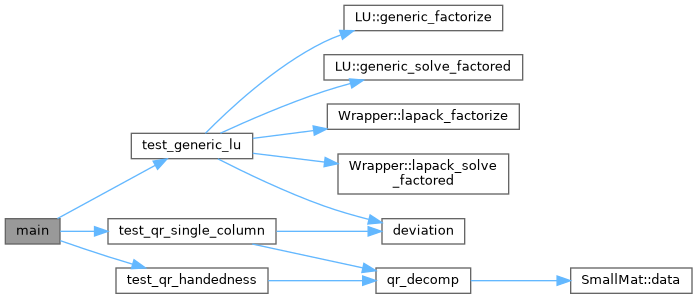 LU::generic_factorize
LU::generic_solve_factored
Wrapper::lapack_factorize
test_generic_lu
Wrapper::lapack_solve
_factored
main
test_qr_single_column
deviation
test_qr_handedness
qr_decomp
SmallMat::data